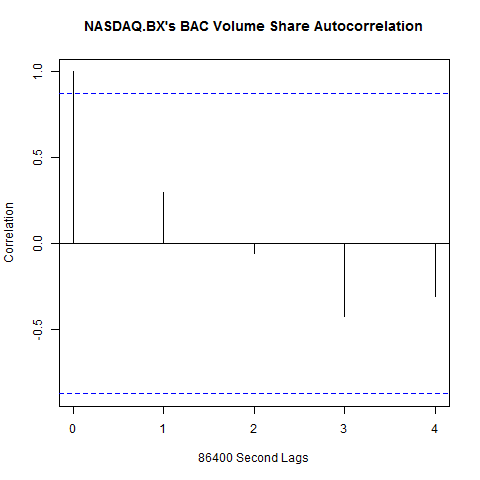 NASDAQ.BX's BAC Volume Share Autocorrelation
1.0
0.5
0.0
-0.5
Correlation
0 1 2 3 4
86400 Second Lags